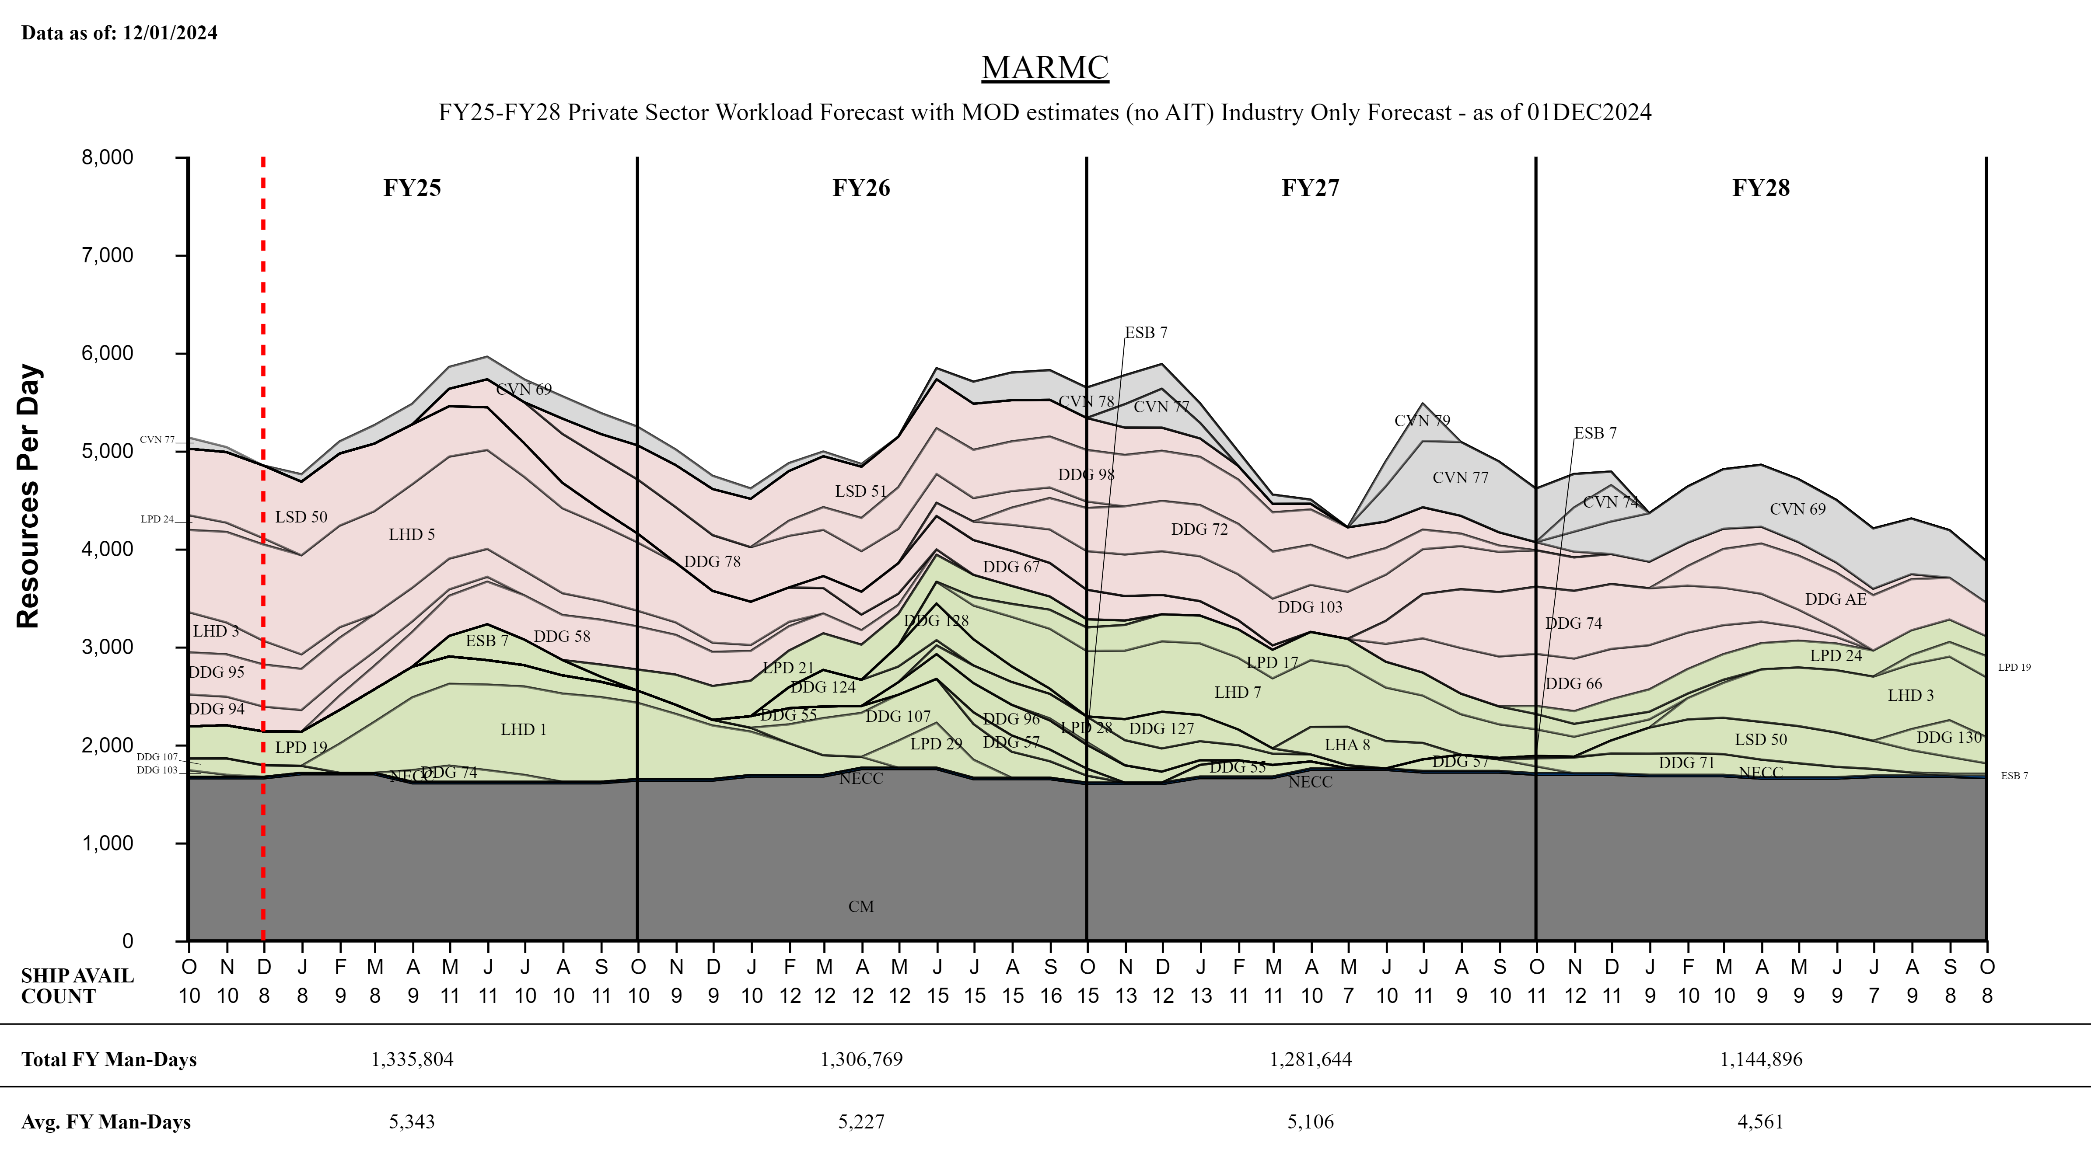 Data as of: 12/01/2024
MARMC
FY25-FY28 Private Sector Workload Forecast with MOD estimates (no AIT) Industry Only Forecast - as of 01DEC2024
Resources Per Day
8,000
7,000
6,000
5,000
4,000
3,000
2,000
1,000
0
FY25 FY26 FY27 FY28
CVN 77
LPD 24
DDG 107
DDG 103
LSD 50
LHD 5
LHD 3
DDG 95
DDG 94
LPD 19
NECC
DDG 74
CVN 69
ESB 7
DDG 58
LHD 1
DDG 78
LSD 51
LPD 21
DDG 124
DDG 55
DDG 107
DDG 128
LPD 29
NECC
CM
DDG 67
DDG 96
DDG 57
CVN 78
DDG 98
LPD 28
ESB 7
CVN 77
DDG 72
LHD 7
DDG 127
DDG 55
LPD 17
DDG 103
LHA 8
NECC
CVN 79
CVN 77
DDG 57
ESB 7
CVN 74
DDG 74
DDG 66
CVN 69
DDG AE
LPD 24
LHD 3
LSD 50
DDG 71
NECC
DDG 130
LPD 19
ESB 7
O N D J F M A M J J A S O N D J F M A M J J A S O N D J F M A M J J A S O N D J F M A M J J A S O
SHIP AVAIL
COUNT
10 10 8 8 9 8 9 11 11 10 10 11 10 9 9 10 12 12 12 12 15 15 15 16 15 13 12 13 11 11 10 7 10 11 9 10 11 12 11 9 10 10 9 9 9 7 9 8 8
Total FY Man-Days 1,335,804 1,306,769 1,281,644 1,144,896
Avg. FY Man-Days 5,343 5,227 5,106 4,561